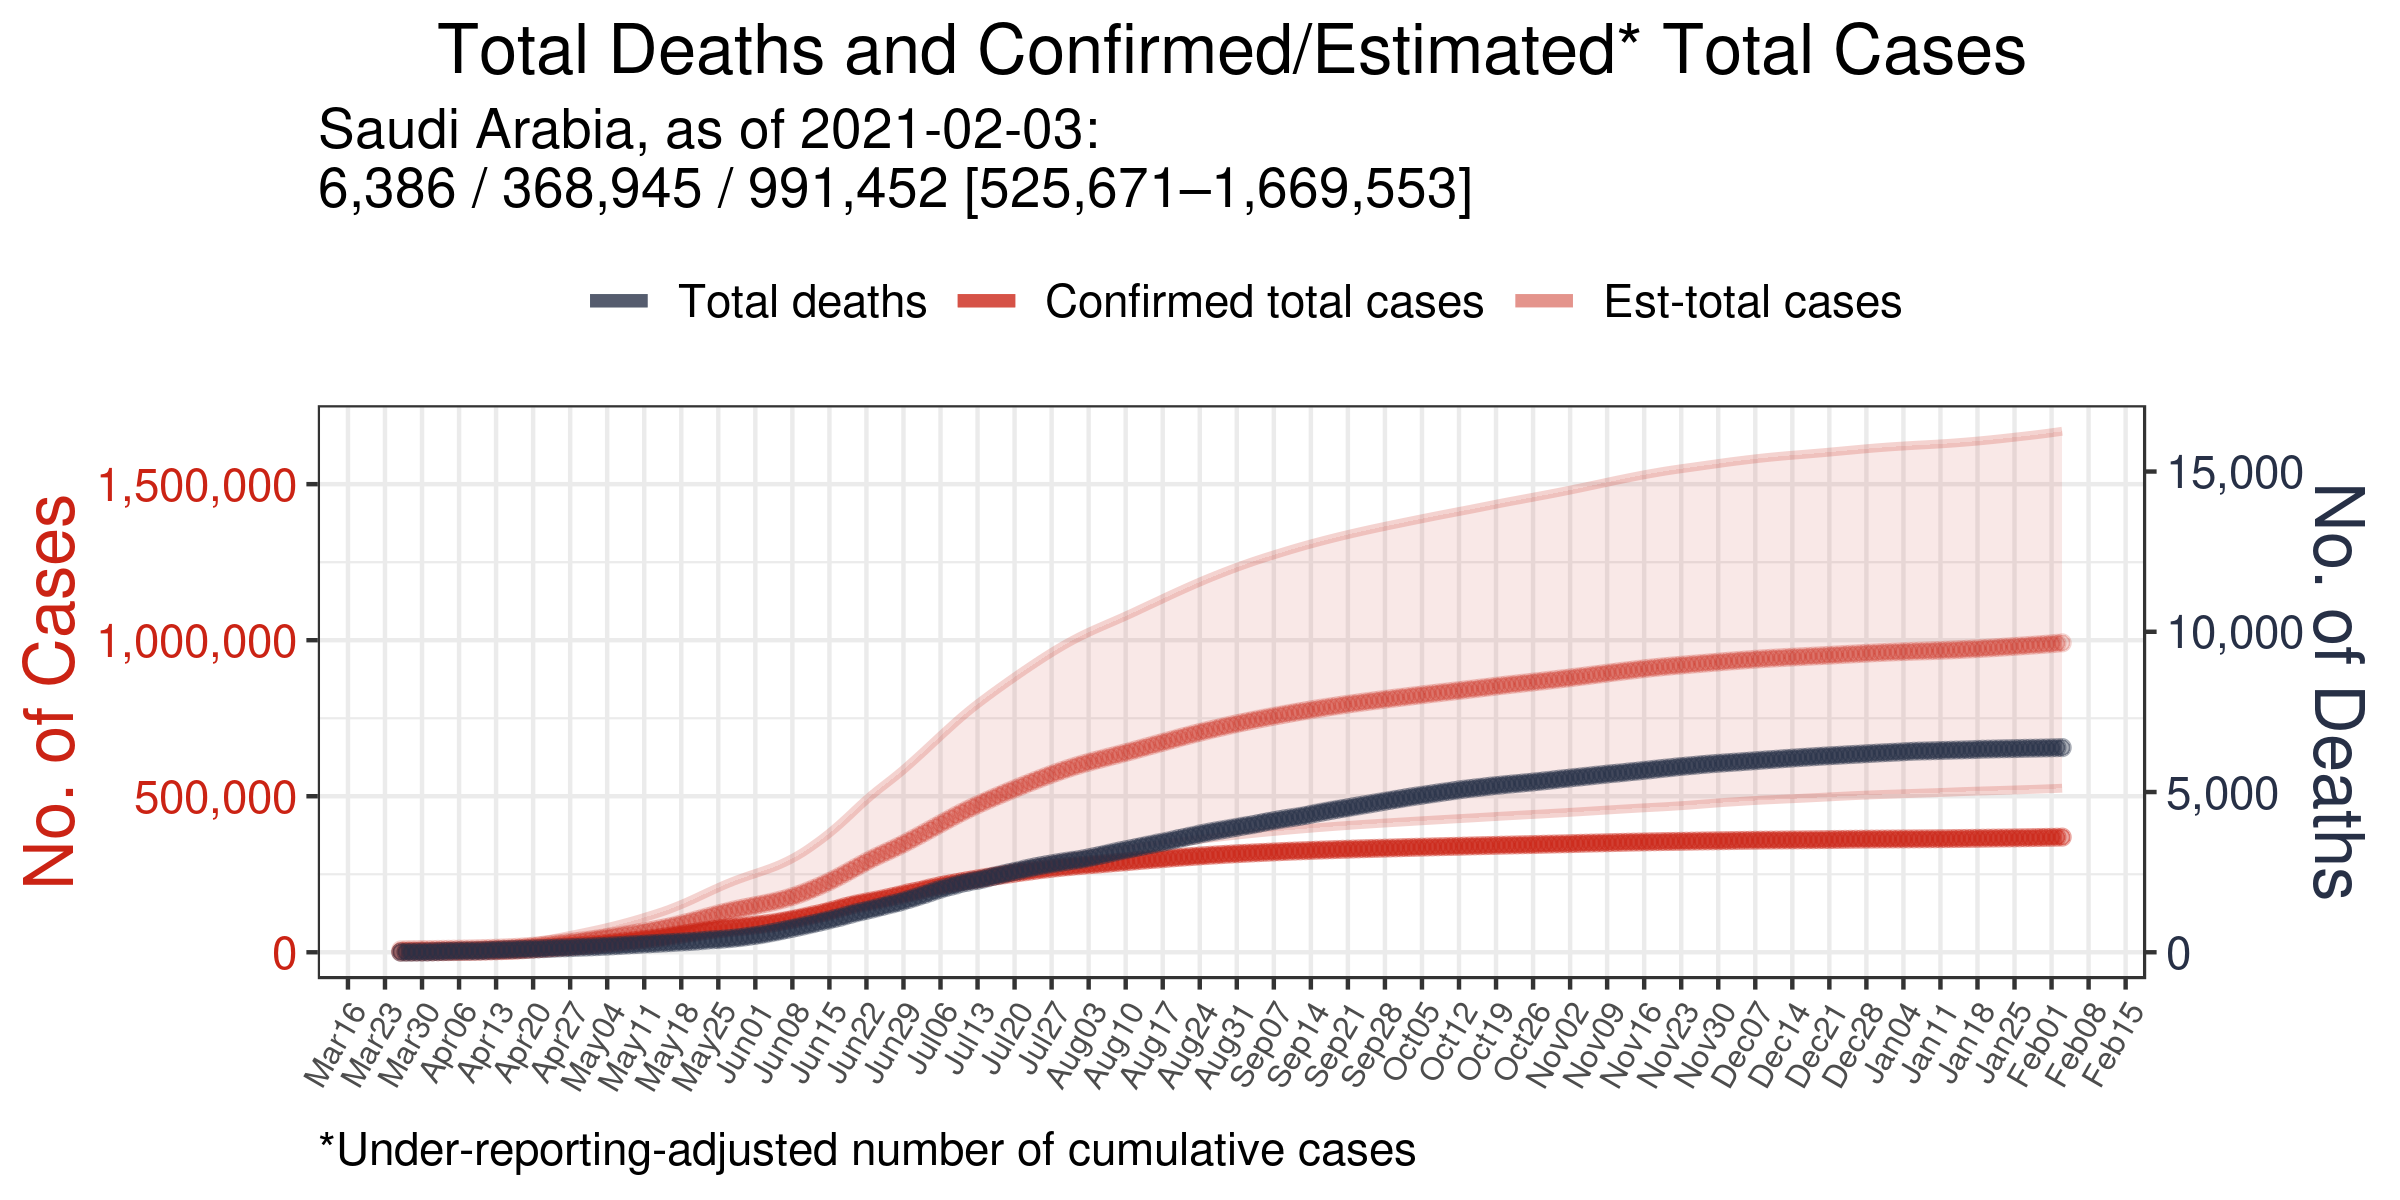 Total Deaths and Confirmed/Estimated* Total Cases
Saudi Arabia, as of 2021-02-03:
6,386 / 368,945 / 991,452 [525,671–1,669,553]
Total deaths
Confirmed total cases
Est-total cases
No. of Cases
1,500,000
1,000,000
500,000
0
15,000
10,000
5,000
0
No. of Deaths
Mar16
Mar23
Mar30
Apr06
Apr13
Apr20
Apr27
May04
May11
May18
May25
Jun01
Jun08
Jun15
Jun22
Jun29
Jul06
Jul13
Jul20
Jul27
Aug03
Aug10
Aug17
Aug24
Aug31
Sep07
Sep14
Sep21
Sep28
Oct05
Oct12
Oct19
Oct26
Nov02
Nov09
Nov16
Nov23
Nov30
Dec07
Dec14
Dec21
Dec28
Jan04
Jan11
Jan18
Jan25
Feb01
Feb08
Feb15
*Under-reporting-adjusted number of cumulative cases